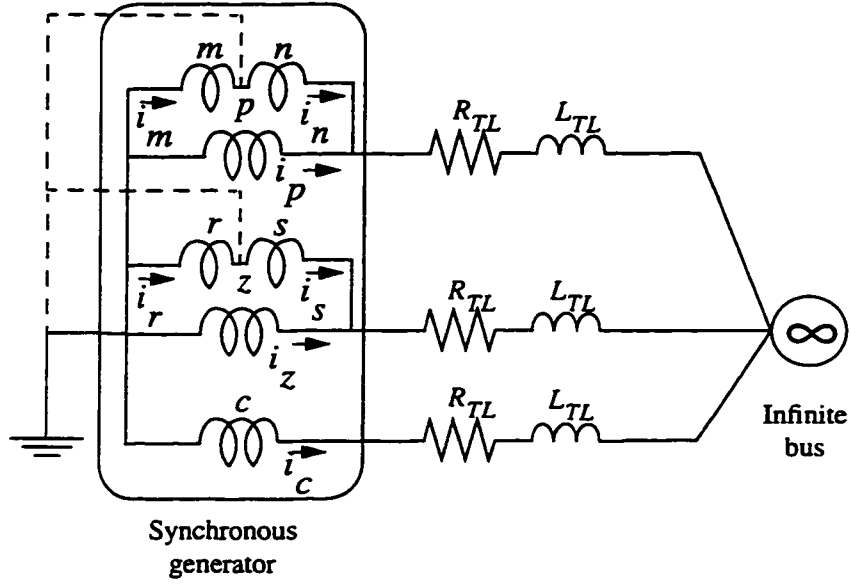 m n
p
i m
i n
R TL
L TL
i p
r s
z
i r
i s
R TL
L TL
i z
c
R TL
L TL
i c
∞
Infinite
bus
Synchronous
generator